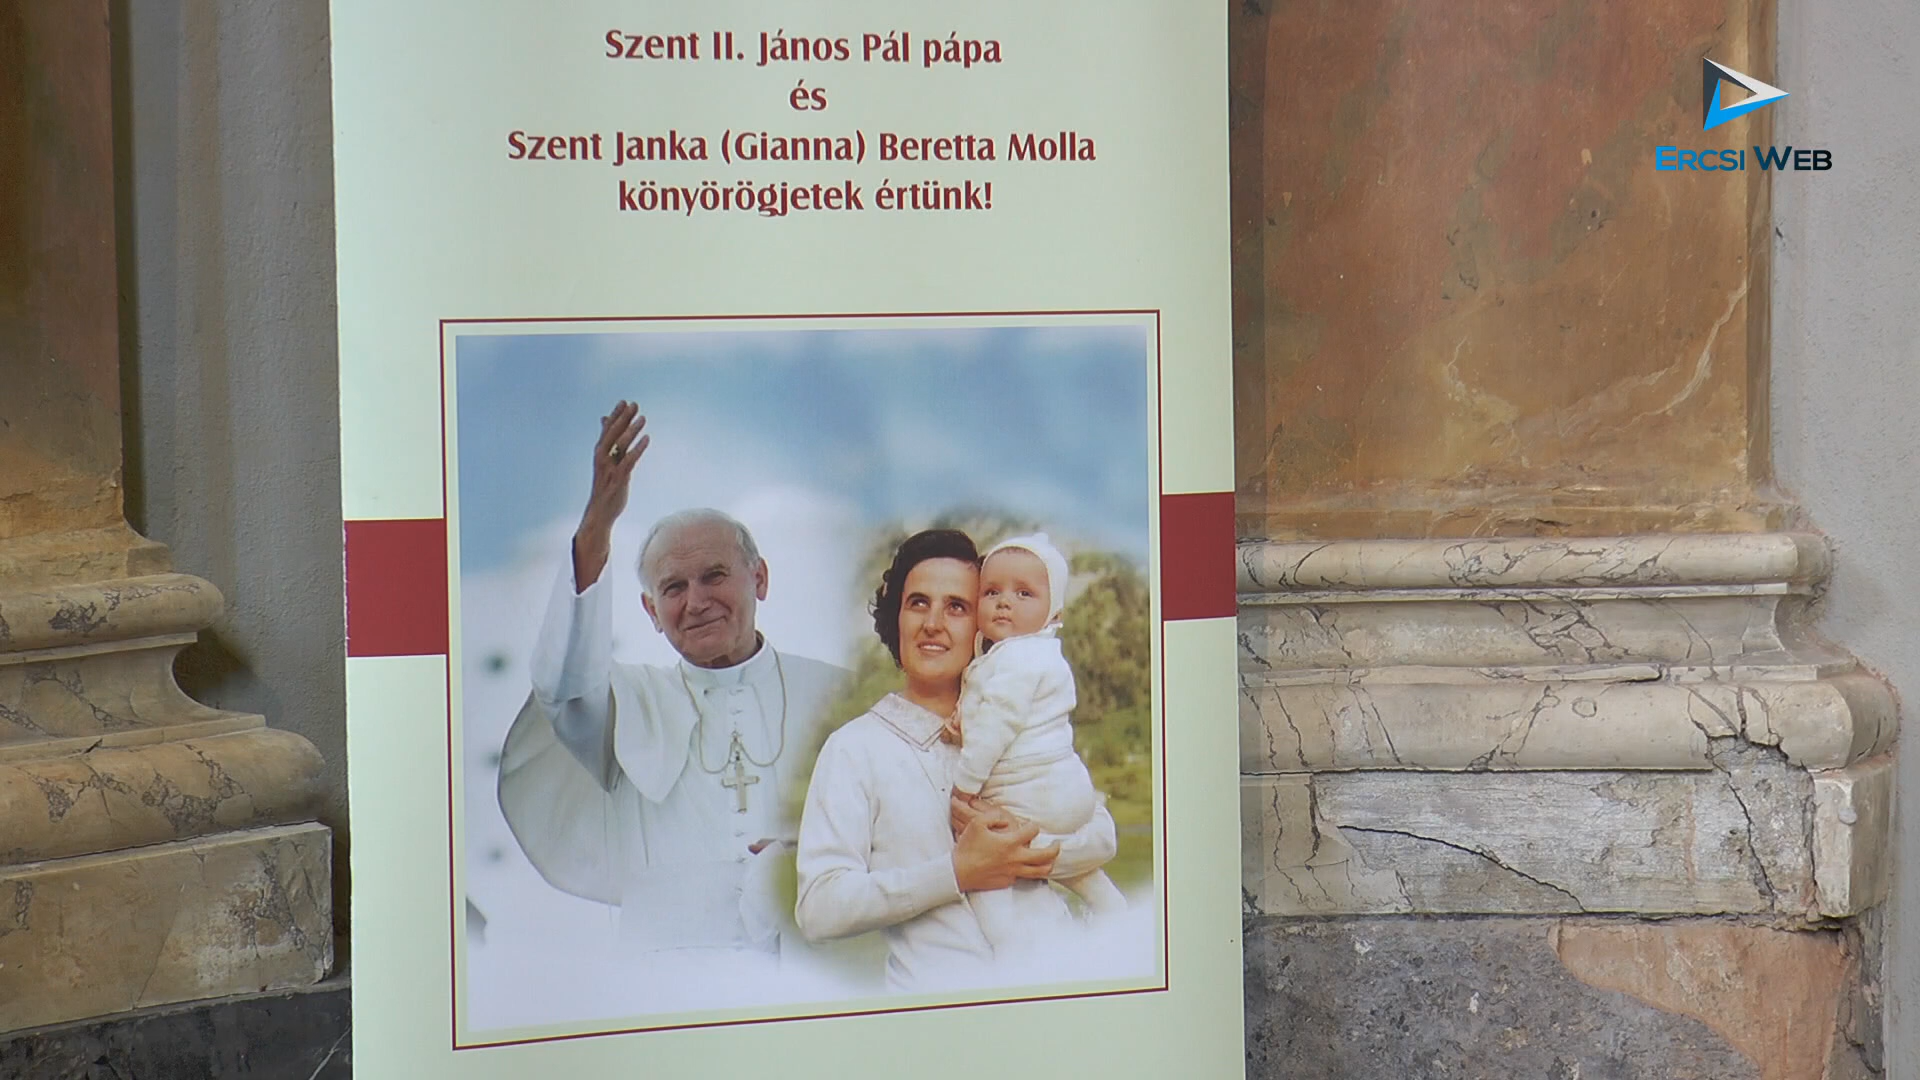 Szent II. János Pál pápa
és
Szent Janka (Gianna) Beretta Molla
könyörögjetek értünk!
ERCSI WEB